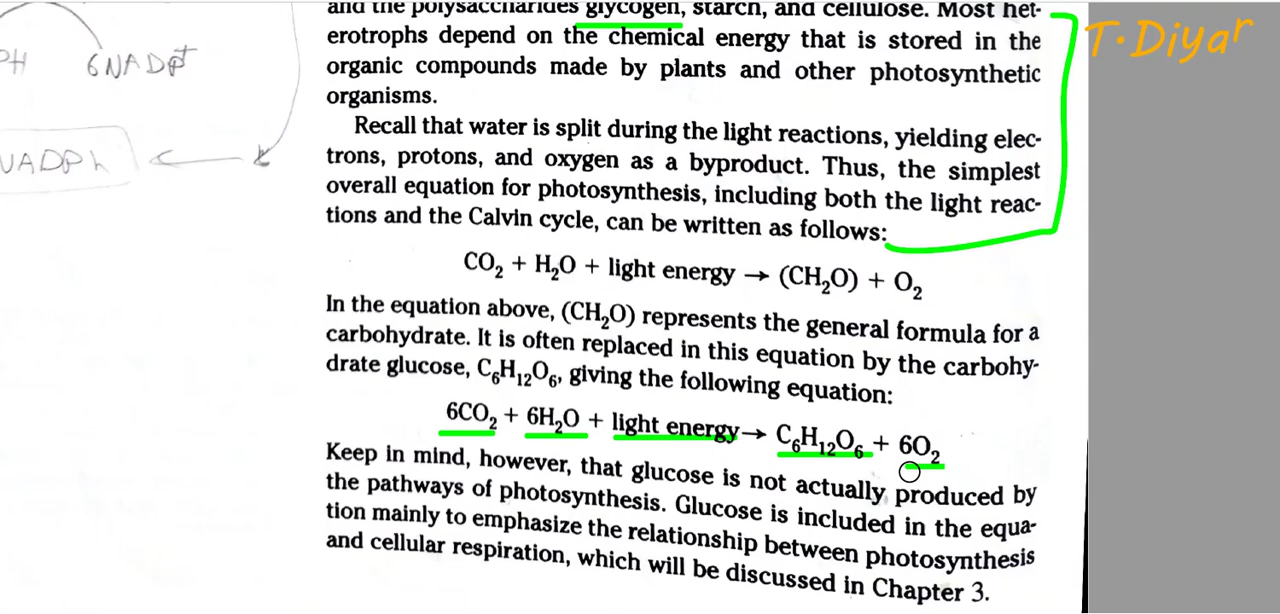 and the polysaccharides glycogen, starch, and cellulose. Most het-
erotrophs depend on the chemical energy that is stored in the
organic compounds made by plants and other photosynthetic
organisms.
Recall that water is split during the light reactions, yielding elec-
trons, protons, and oxygen as a byproduct. Thus, the simplest
overall equation for photosynthesis, including both the light reac-
tions and the Calvin cycle, can be written as follows:
CO₂ + H₂O + light energy → (CH₂O) + O₂
In the equation above, (CH₂O) represents the general formula for a
carbohydrate. It is often replaced in this equation by the carbohy-
drate glucose, C₆H₁₂O₆, giving the following equation:
6CO₂ + 6H₂O + light energy → C₆H₁₂O₆ + 6O₂
Keep in mind, however, that glucose is not actually produced by
the pathways of photosynthesis. Glucose is included in the equa-
tion mainly to emphasize the relationship between photosynthesis
and cellular respiration, which will be discussed in Chapter 3.
T·Diyar
PH
6NADP⁺
NADPh